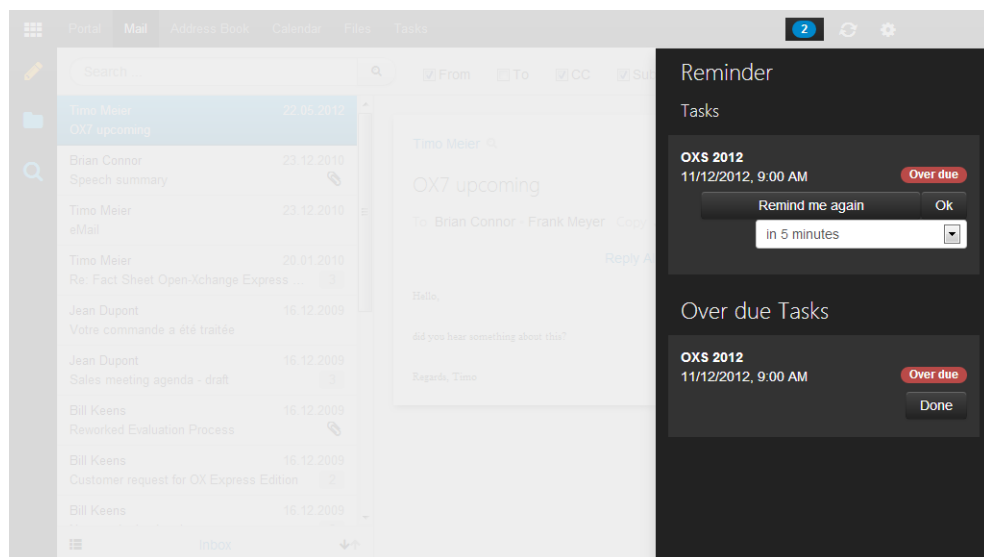 Portal Mail Address Book Calendar Files Tasks 2
Search
From To CC Sub
Timo Meier 22.05.2012
OX7 upcoming
Brian Connor 23.12.2010
Speech summary
Timo Meier 23.12.2010
eMail
Timo Meier 20.01.2010
Re: Fact Sheet Open-Xchange Express ... 3
Jean Dupont 16.12.2009
Votre commande a été traitée
Jean Dupont 16.12.2009
Sales meeting agenda - draft 3
Bill Keens 16.12.2009
Reworked Evaluation Process
Bill Keens 16.12.2009
Customer request for OX Express Edition 2
Bill Keens 16.12.2009
Inbox
Timo Meier
OX7 upcoming
To Brian Connor · Frank Meyer Copy
Reply Al
Hello,
did you hear something about this?
Regards, Timo
Reminder
Tasks
OXS 2012
11/12/2012, 9:00 AM Over due
Remind me again Ok
in 5 minutes
Over due Tasks
OXS 2012
11/12/2012, 9:00 AM Over due
Done